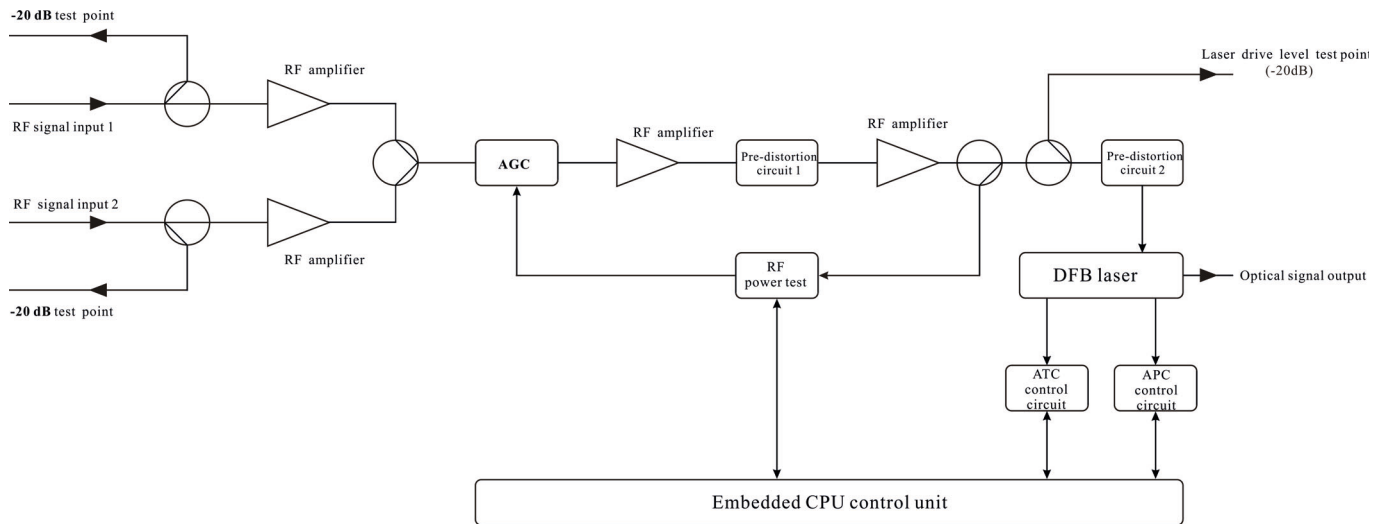 -20 dB test point
RF amplifier
RF signal input 1
Laser drive level test point
(-20dB)
RF amplifier
RF amplifier
AGC
Pre-distortion
circuit 1
Pre-distortion
circuit 2
RF signal input 2
RF amplifier
-20 dB test point
RF
power test
DFB laser
Optical signal output
ATC
control
circuit
APC
control
circuit
Embedded CPU control unit